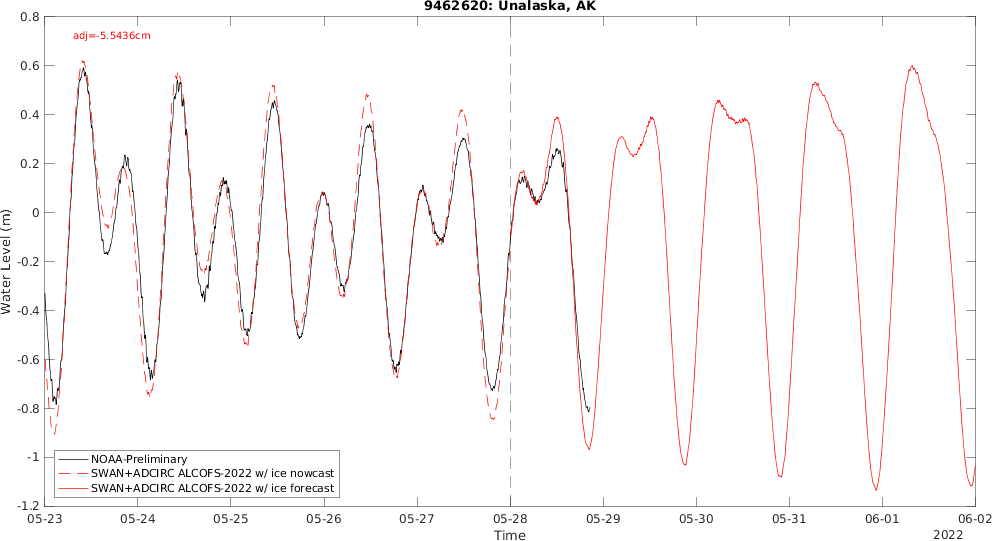 9462620: Unalaska, AK
adj=-5.5436cm
0.8
0.6
0.4
0.2
0
-0.2
-0.4
-0.6
-0.8
-1
-1.2
Water Level (m)
NOAA-Preliminary
SWAN+ADCIRC ALCOFS-2022 w/ ice nowcast
SWAN+ADCIRC ALCOFS-2022 w/ ice forecast
05-23 05-24 05-25 05-26 05-27 05-28 05-29 05-30 05-31 06-01 06-02
Time
2022